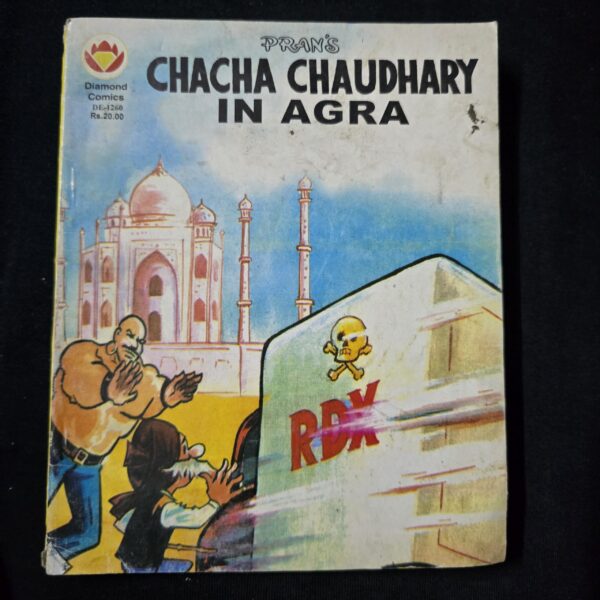 PRAN'S
CHACHA CHAUDHARY
IN AGRA
Diamond
Comics
DE-1260
Rs.20.00
RDX